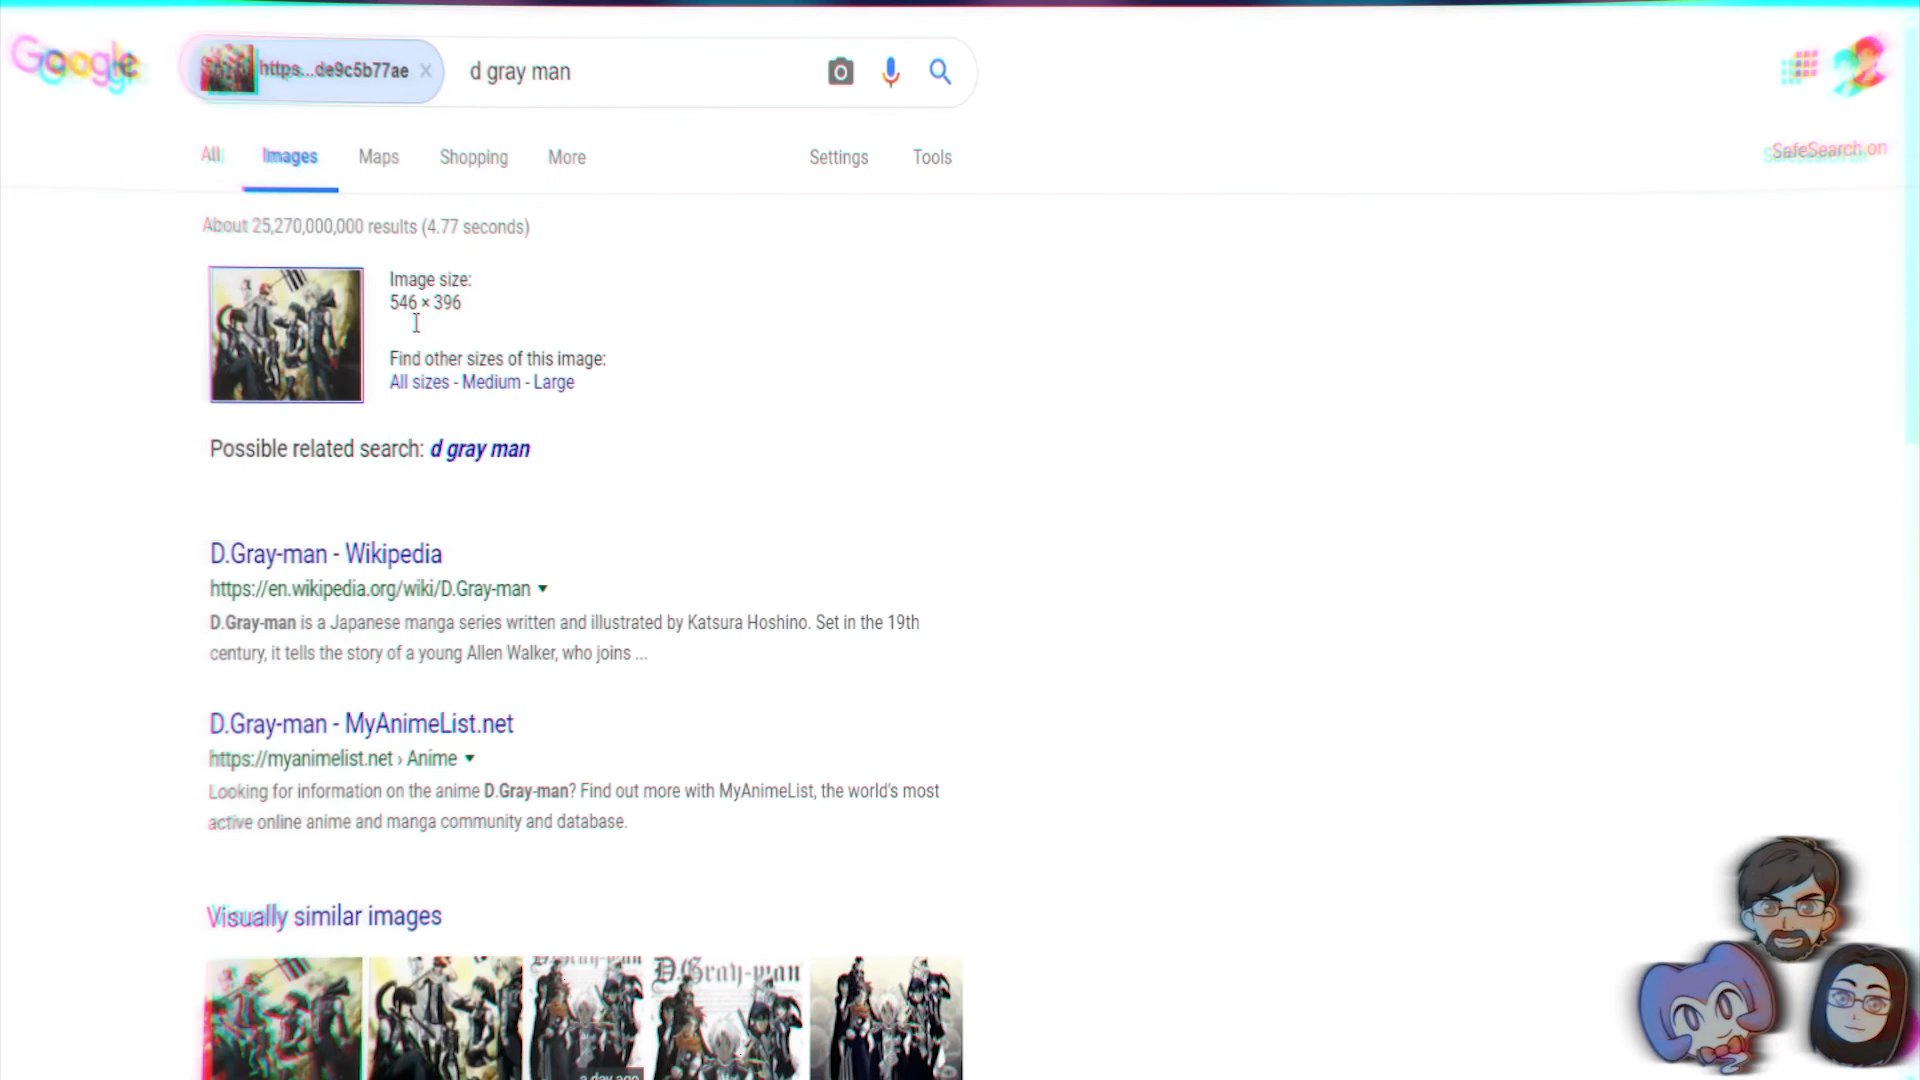 Google
https...de9c5b77ae × d gray man
All Images Maps Shopping More Settings Tools
SafeSearch on
About 25,270,000,000 results (4.77 seconds)
Image size:
546 × 396
Find other sizes of this image:
All sizes - Medium - Large
Possible related search: d gray man
D.Gray-man - Wikipedia
https://en.wikipedia.org/wiki/D.Gray-man
D.Gray-man is a Japanese manga series written and illustrated by Katsura Hoshino. Set in the 19th
century, it tells the story of a young Allen Walker, who joins ...
D.Gray-man - MyAnimeList.net
https://myanimelist.net › Anime
Looking for information on the anime D.Gray-man? Find out more with MyAnimeList, the world's most
active online anime and manga community and database.
Visually similar images
D.Gray-man
D.Gray-man
a day ago